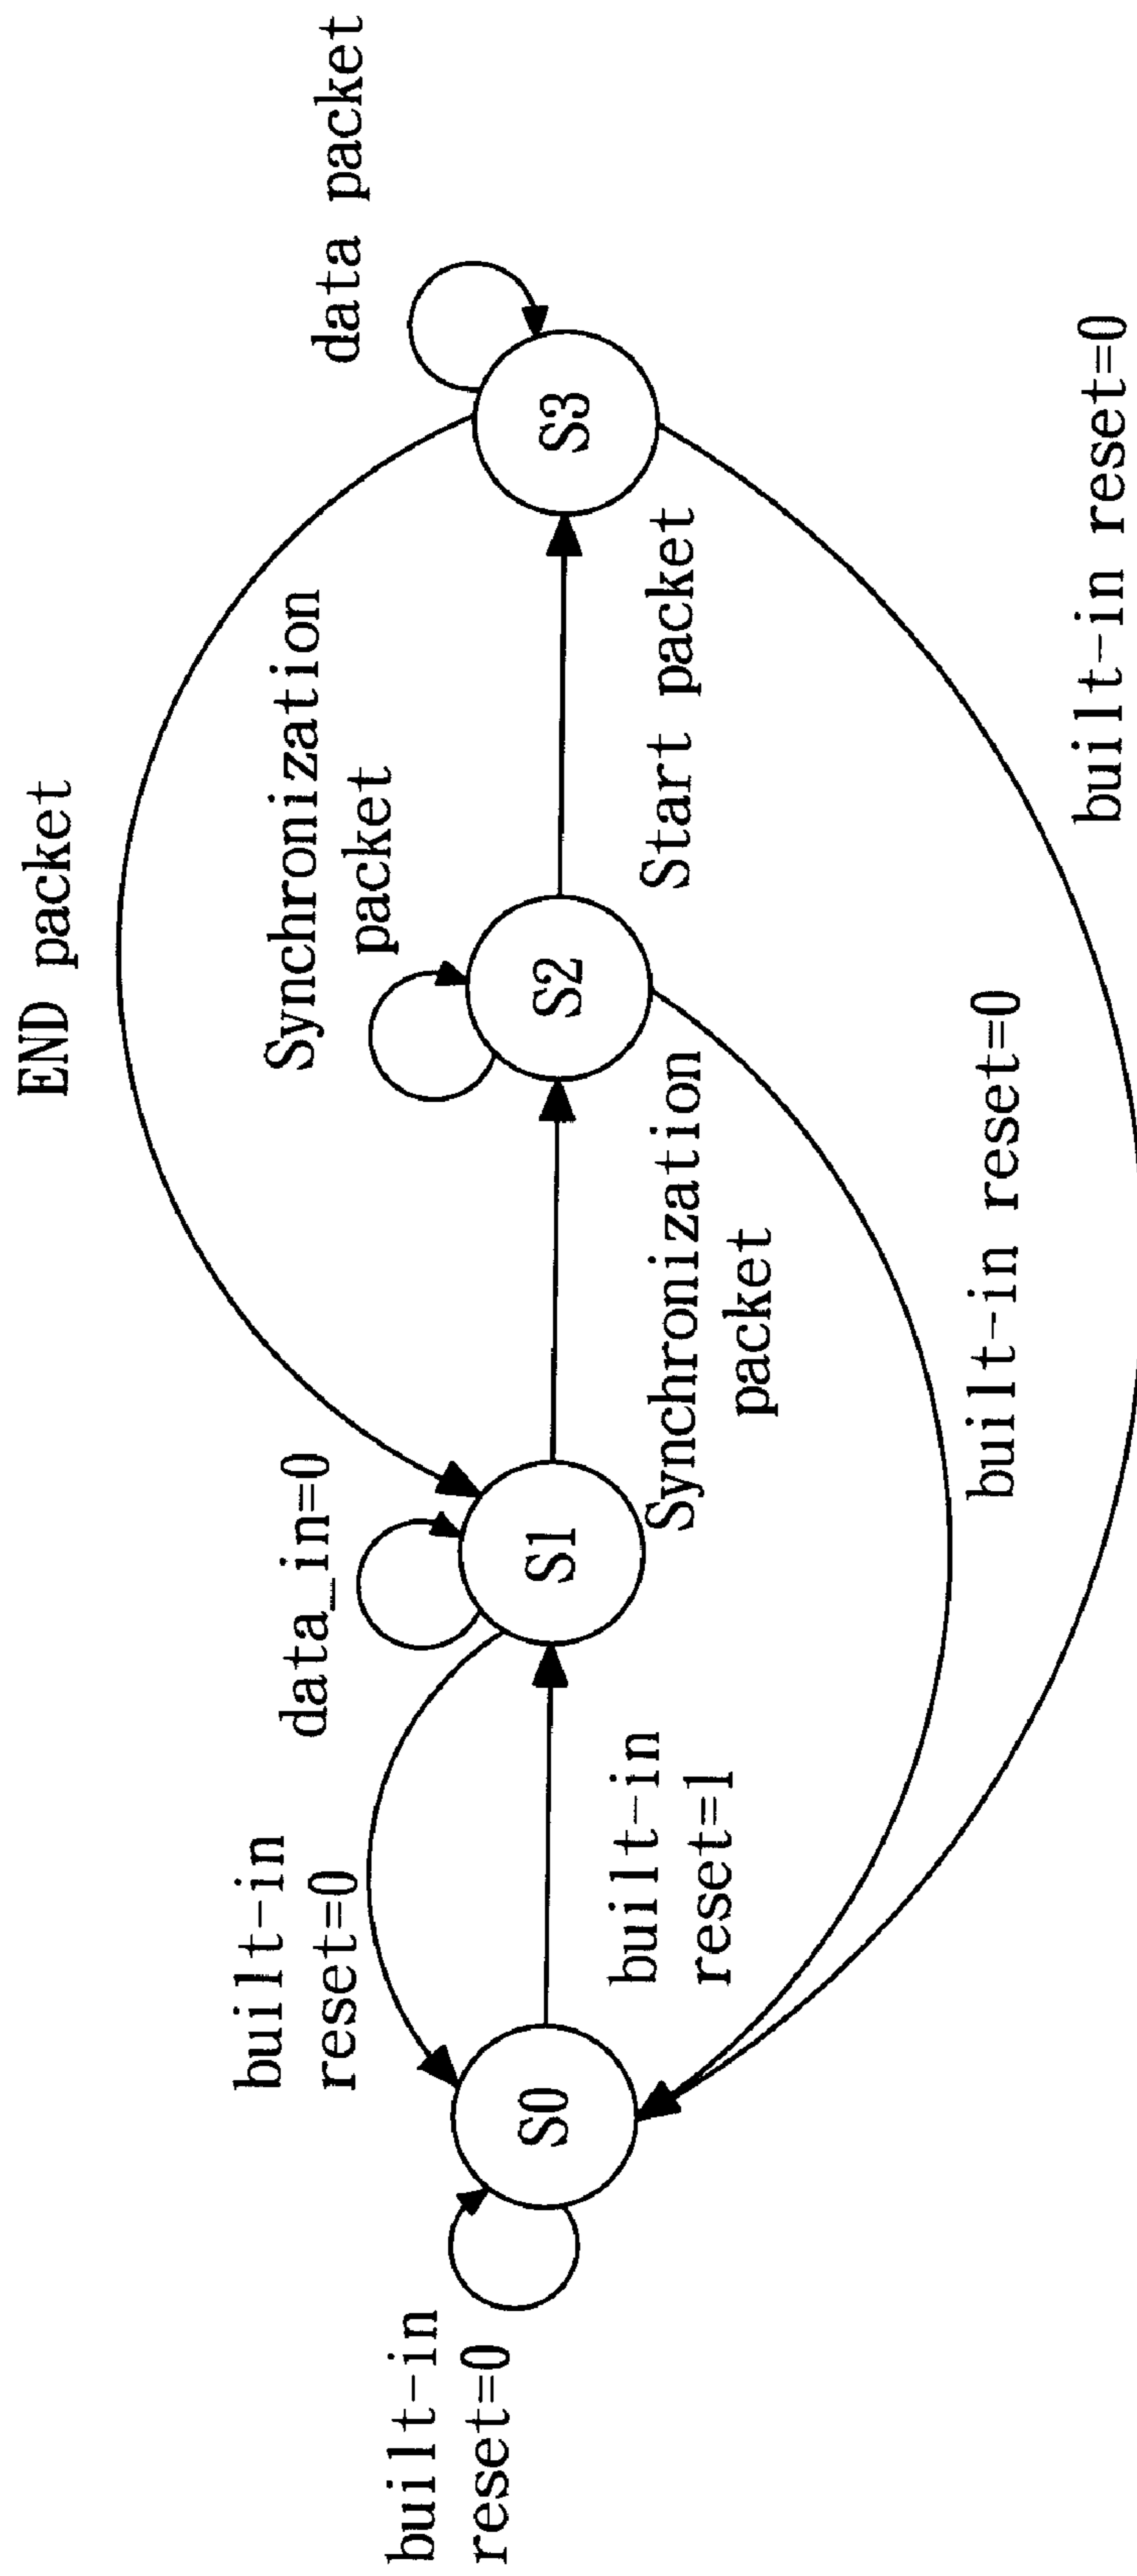 END packet
data packet
Synchronization
packet
data_in=0
built-in
reset=0
built-in
reset=0
S0
S1
S2
S3
built-in
reset=1
Synchronization
packet
Start packet
built-in reset=0
built-in reset=0